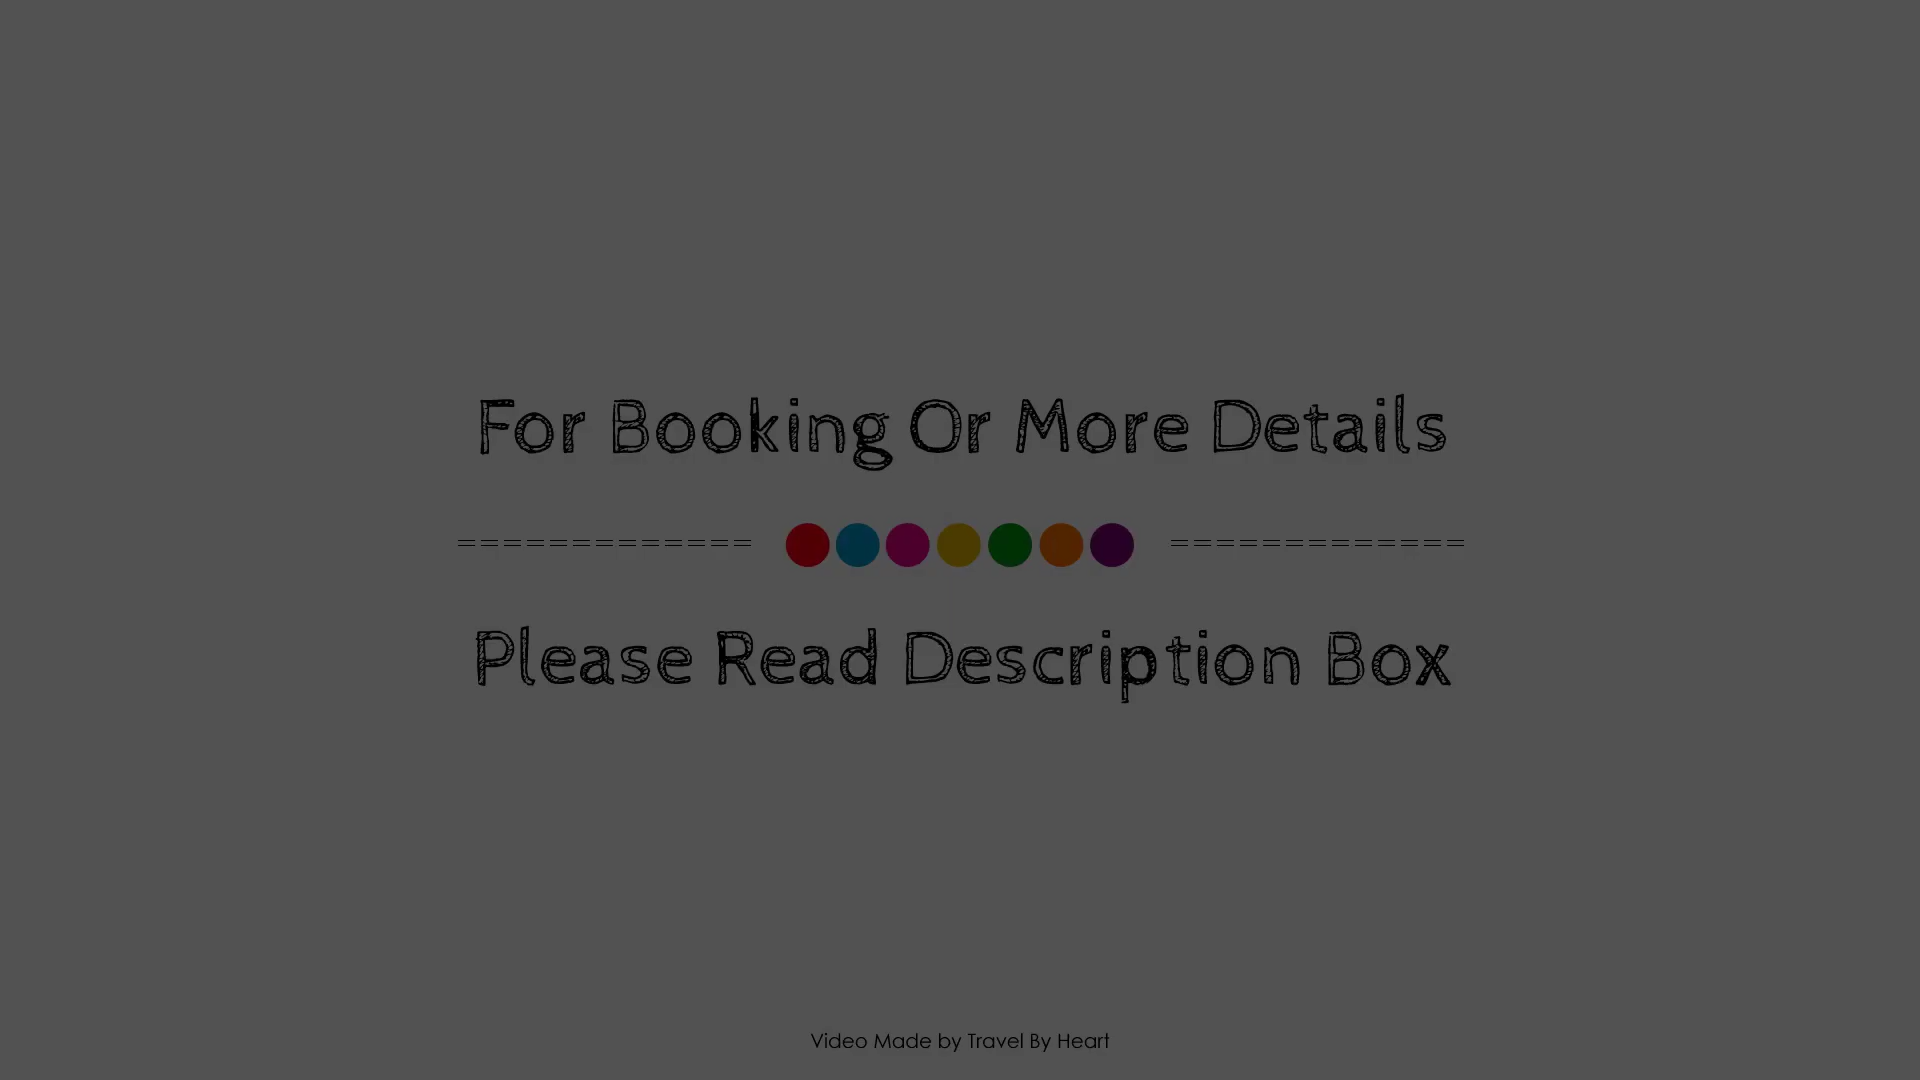 For Booking Or More Details
============= =============
Please Read Description Box
Video Made by Travel By Heart